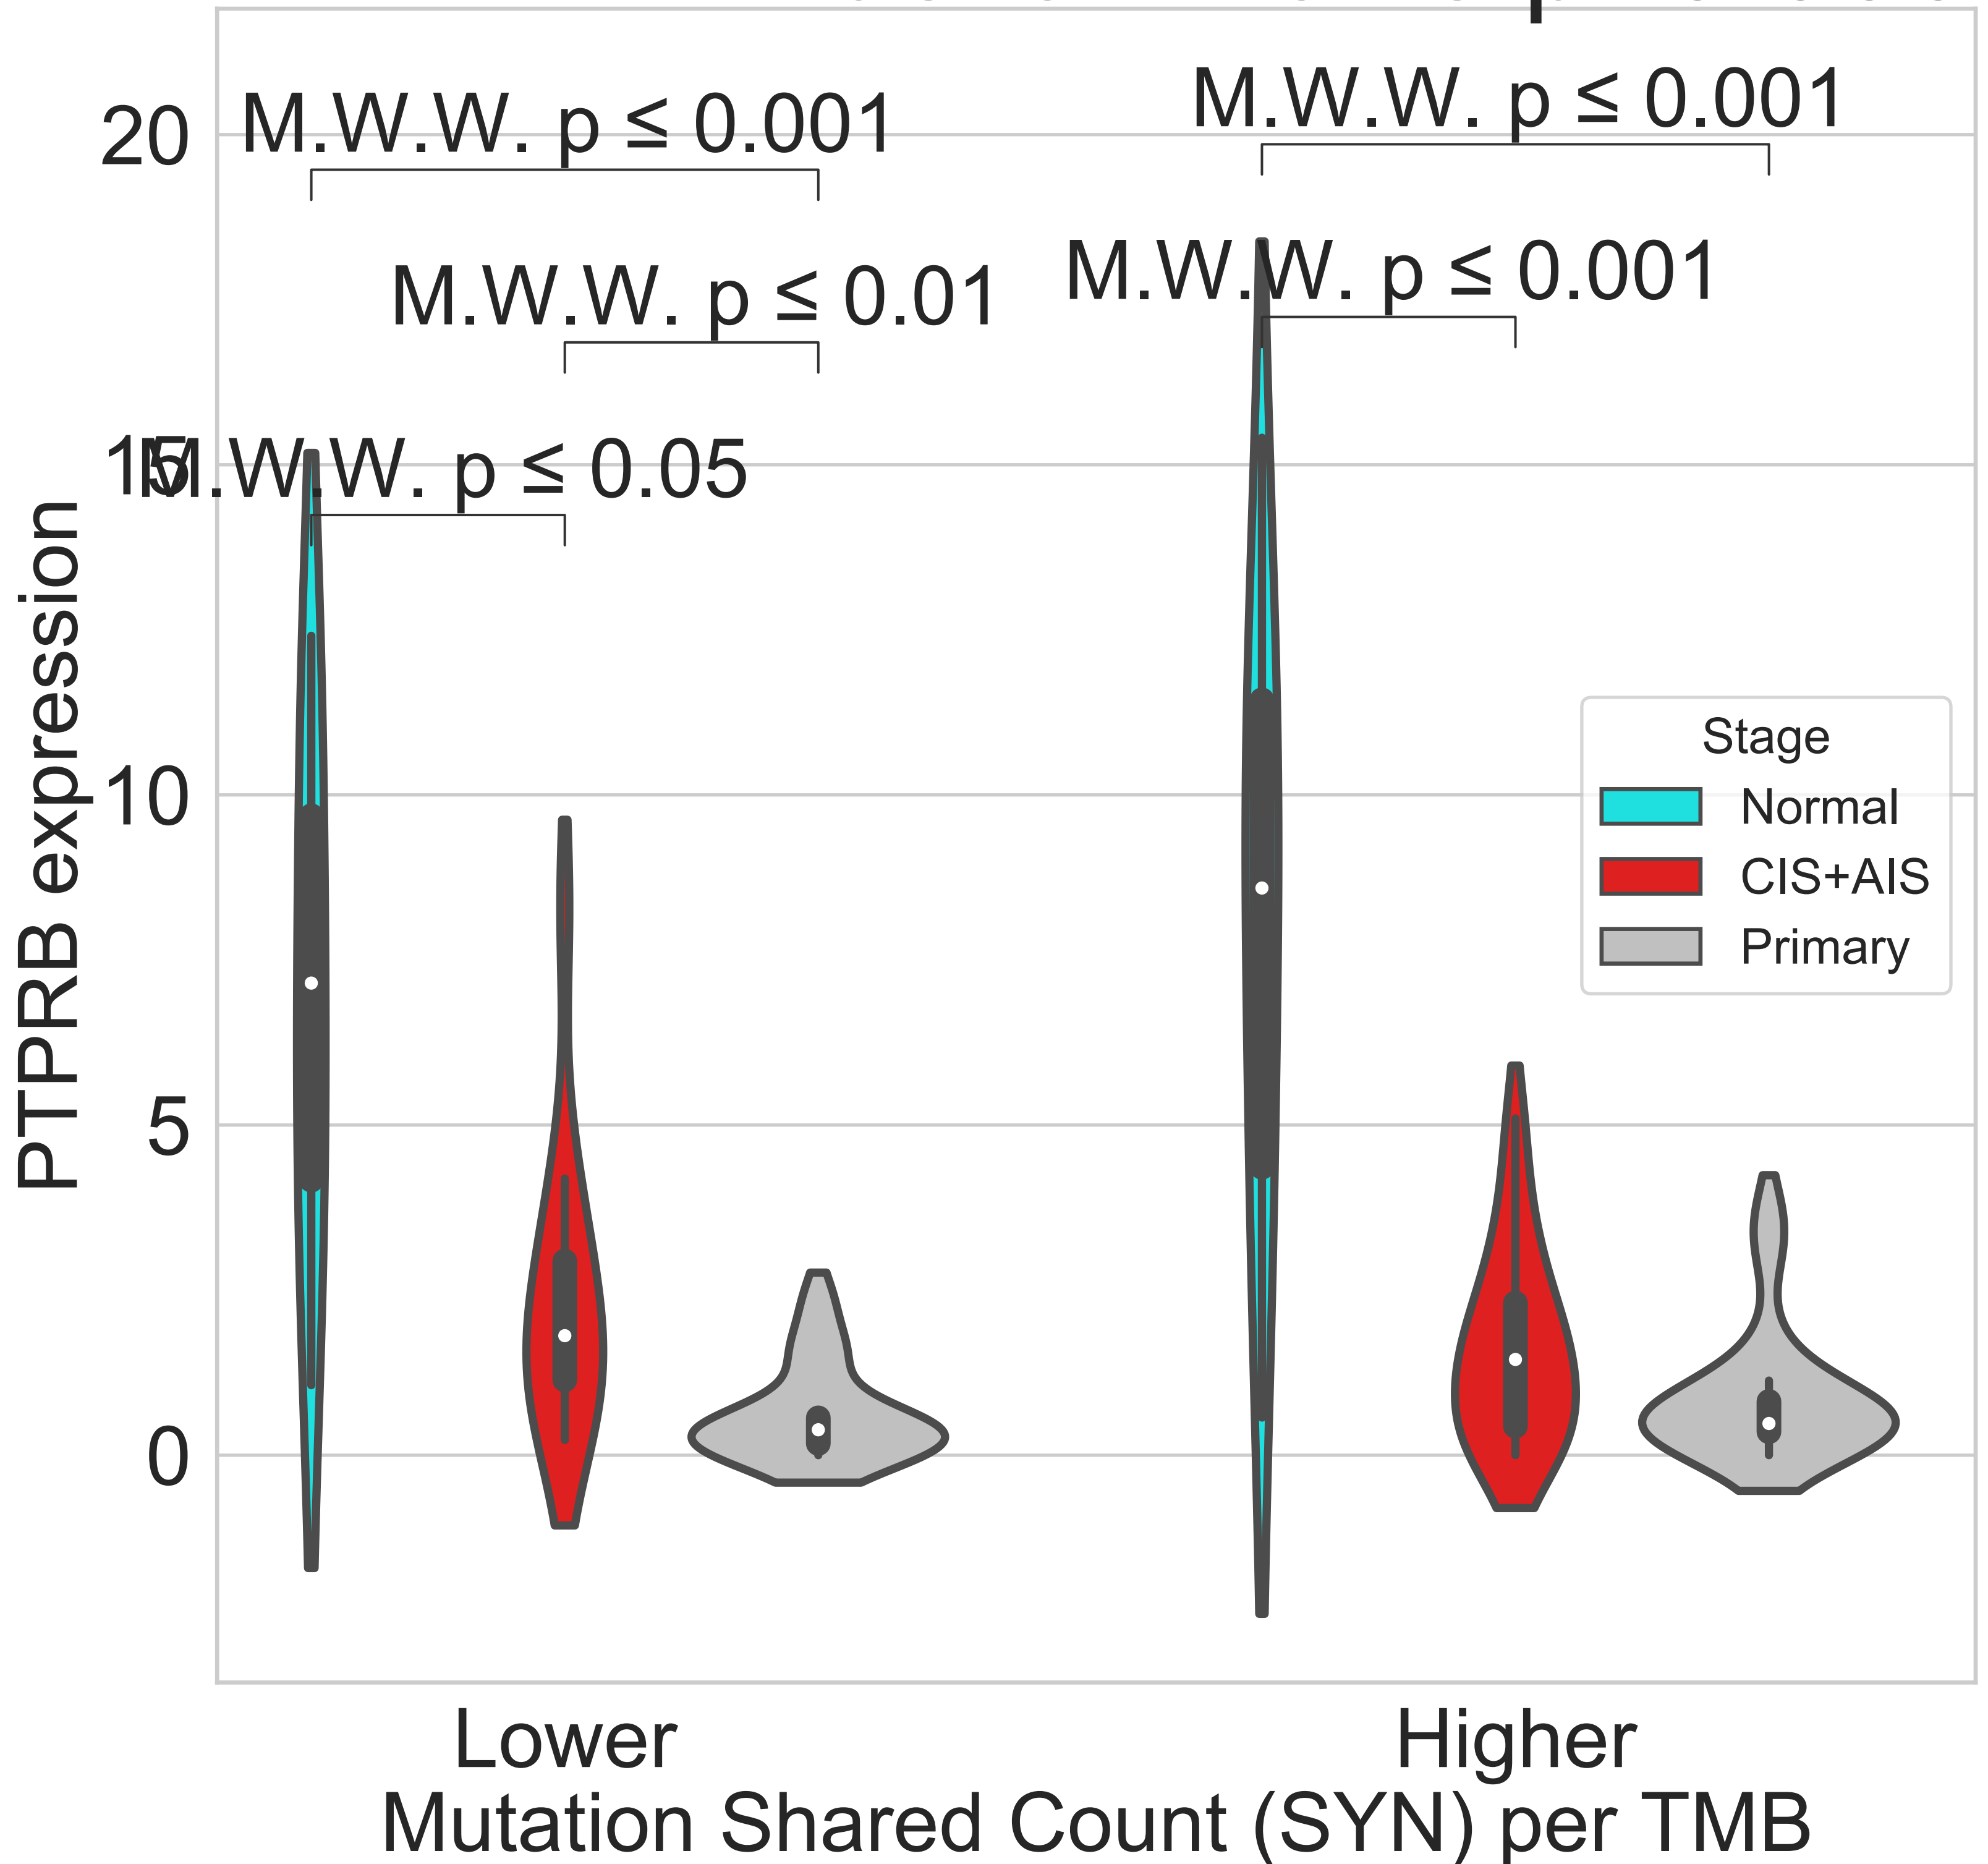 M.W.W. p ≤ 0.001
M.W.W. p ≤ 0.001
20
M.W.W. p ≤ 0.01
M.W.W. p ≤ 0.001
15
M.W.W. p ≤ 0.05
10
5
0
PTPRB expression
Stage
Normal
CIS+AIS
Primary
Lower
Higher
Mutation Shared Count (SYN) per TMB